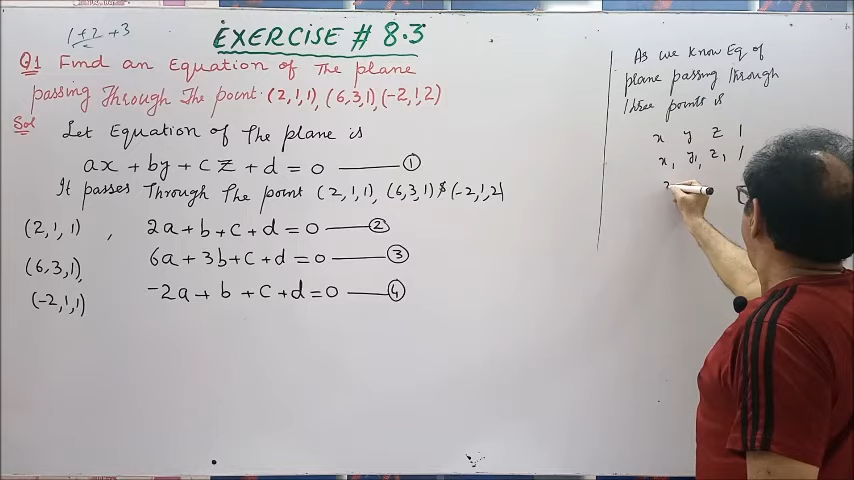 1+2+3
EXERCISE # 8.3
Q1 Find an Equation of The plane
passing Through The point (2,1,1), (6,3,1), (-2,1,2)
Sol Let Equation of The plane is
ax + by + cz + d = 0 —— ①
It passes Through The point (2,1,1), (6,3,1) & (-2,1,2)
(2,1,1) , 2a + b + c + d = 0 —— ②
(6,3,1), 6a + 3b + c + d = 0 —— ③
(-2,1,1) -2a + b + c + d = 0 —— ④
As we know Eq of
plane passing through
three points is
x y z 1
x₁ y₁ z₁ 1